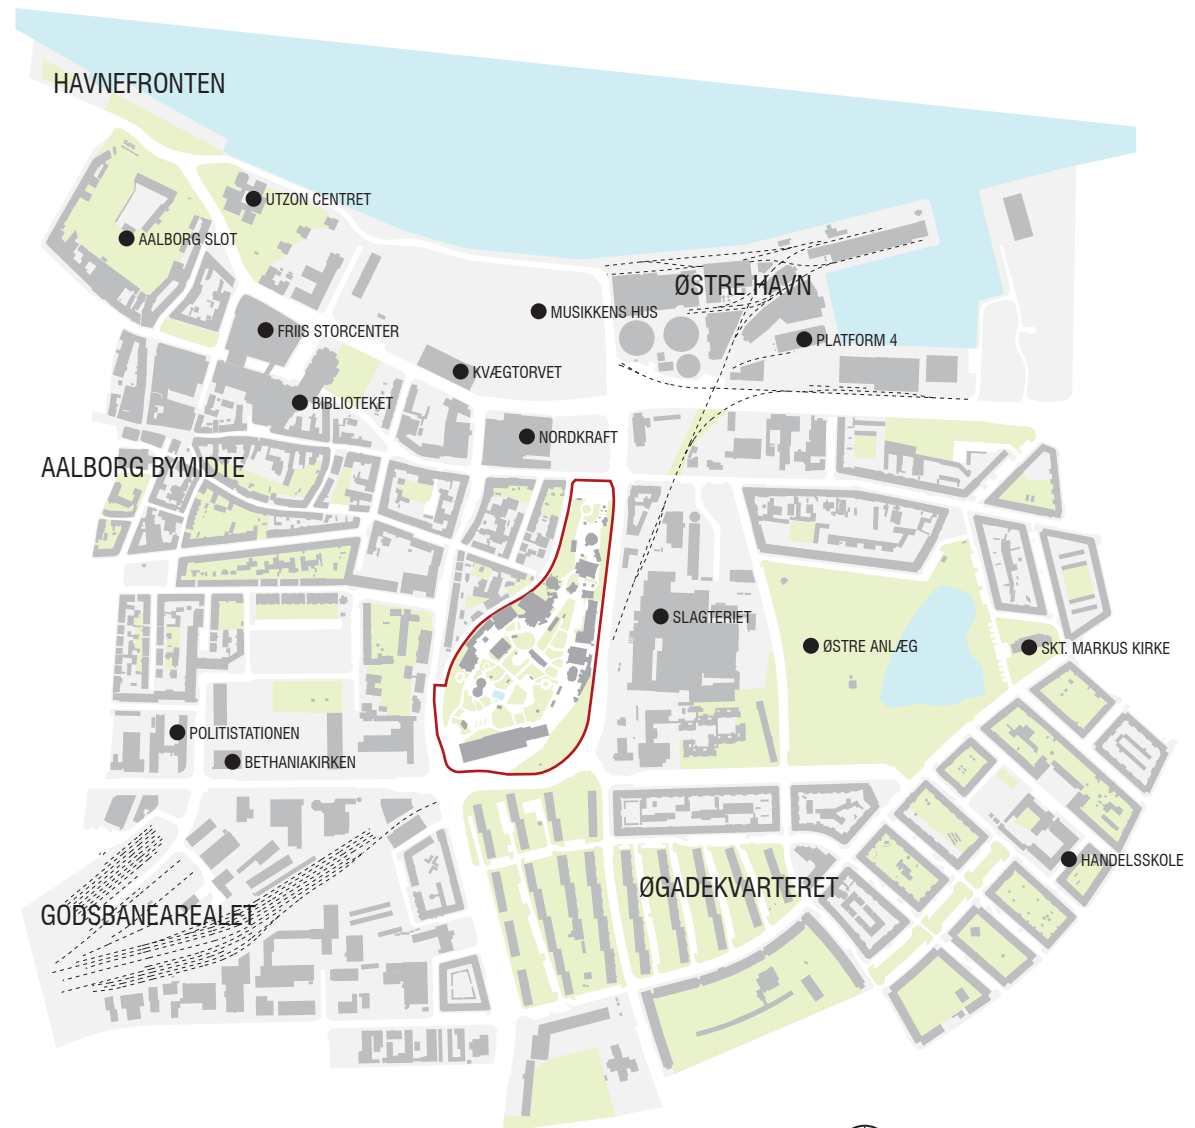 HAVNEFRONTEN
UTZON CENTRET
AALBORG SLOT
ØSTRE HAVN
MUSIKKENS HUS
FRIIS STORCENTER
PLATFORM 4
KVÆGTORVET
BIBLIOTEKET
NORDKRAFT
AALBORG BYMIDTE
SLAGTERIET
ØSTRE ANLÆG
SKT. MARKUS KIRKE
POLITISTATIONEN
BETHANIAKIRKEN
HANDELSSKOLE
ØGADEKVARTERET
GODSBANEAREALET